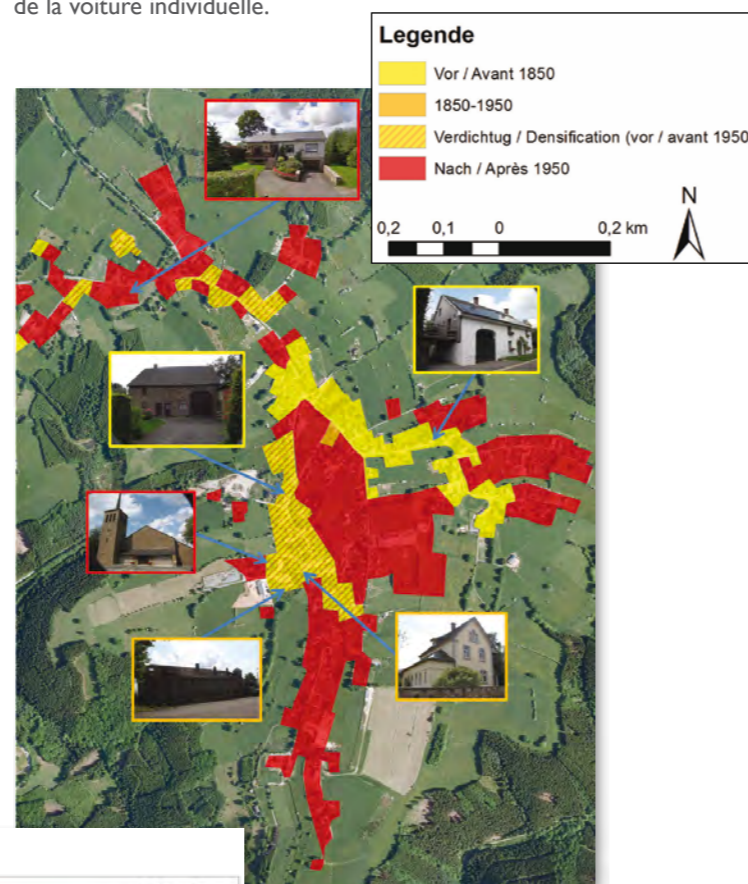 de la voiture individuelle.
Legende
Vor / Avant 1850
1850-1950
Verdichtug / Densification (vor / avant 1950
Nach / Après 1950
N
0,2 0,1 0 0,2 km